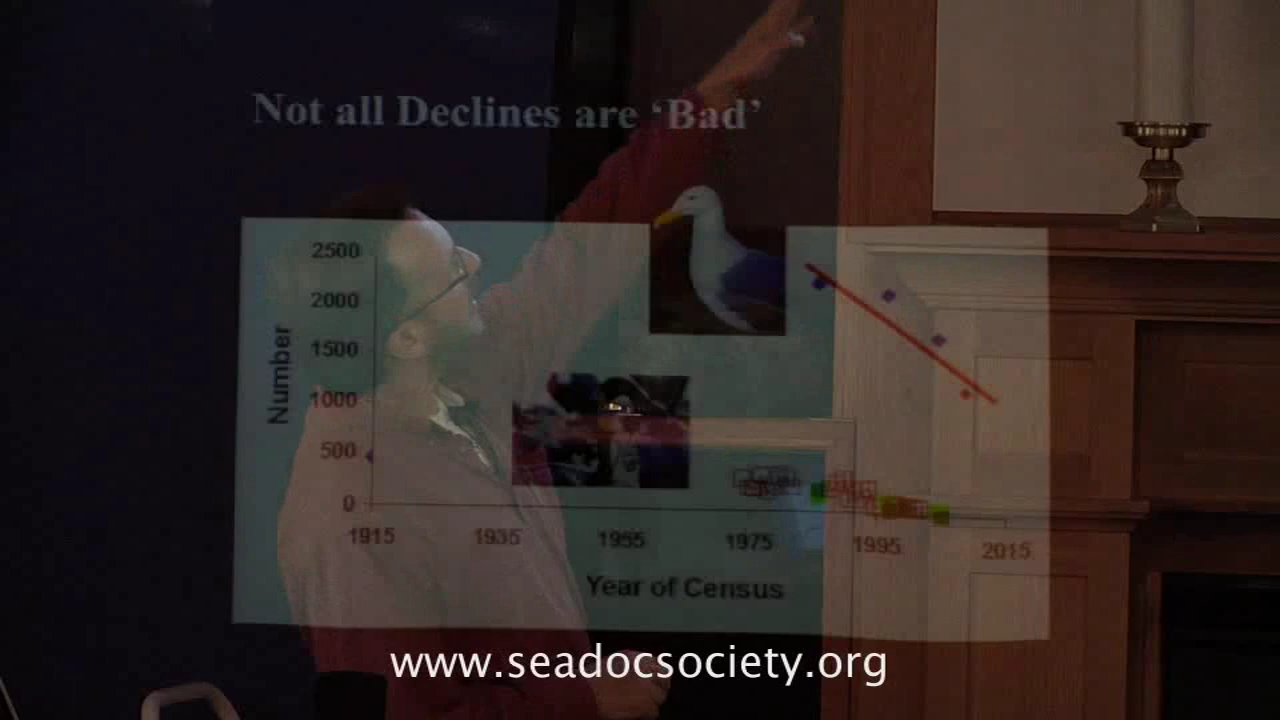 Not all Declines are ‘Bad’
2500
2000
1500
1000
500
0
Number
1915 1935 1955 1975 1995 2015
Year of Census
www.seadocsociety.org